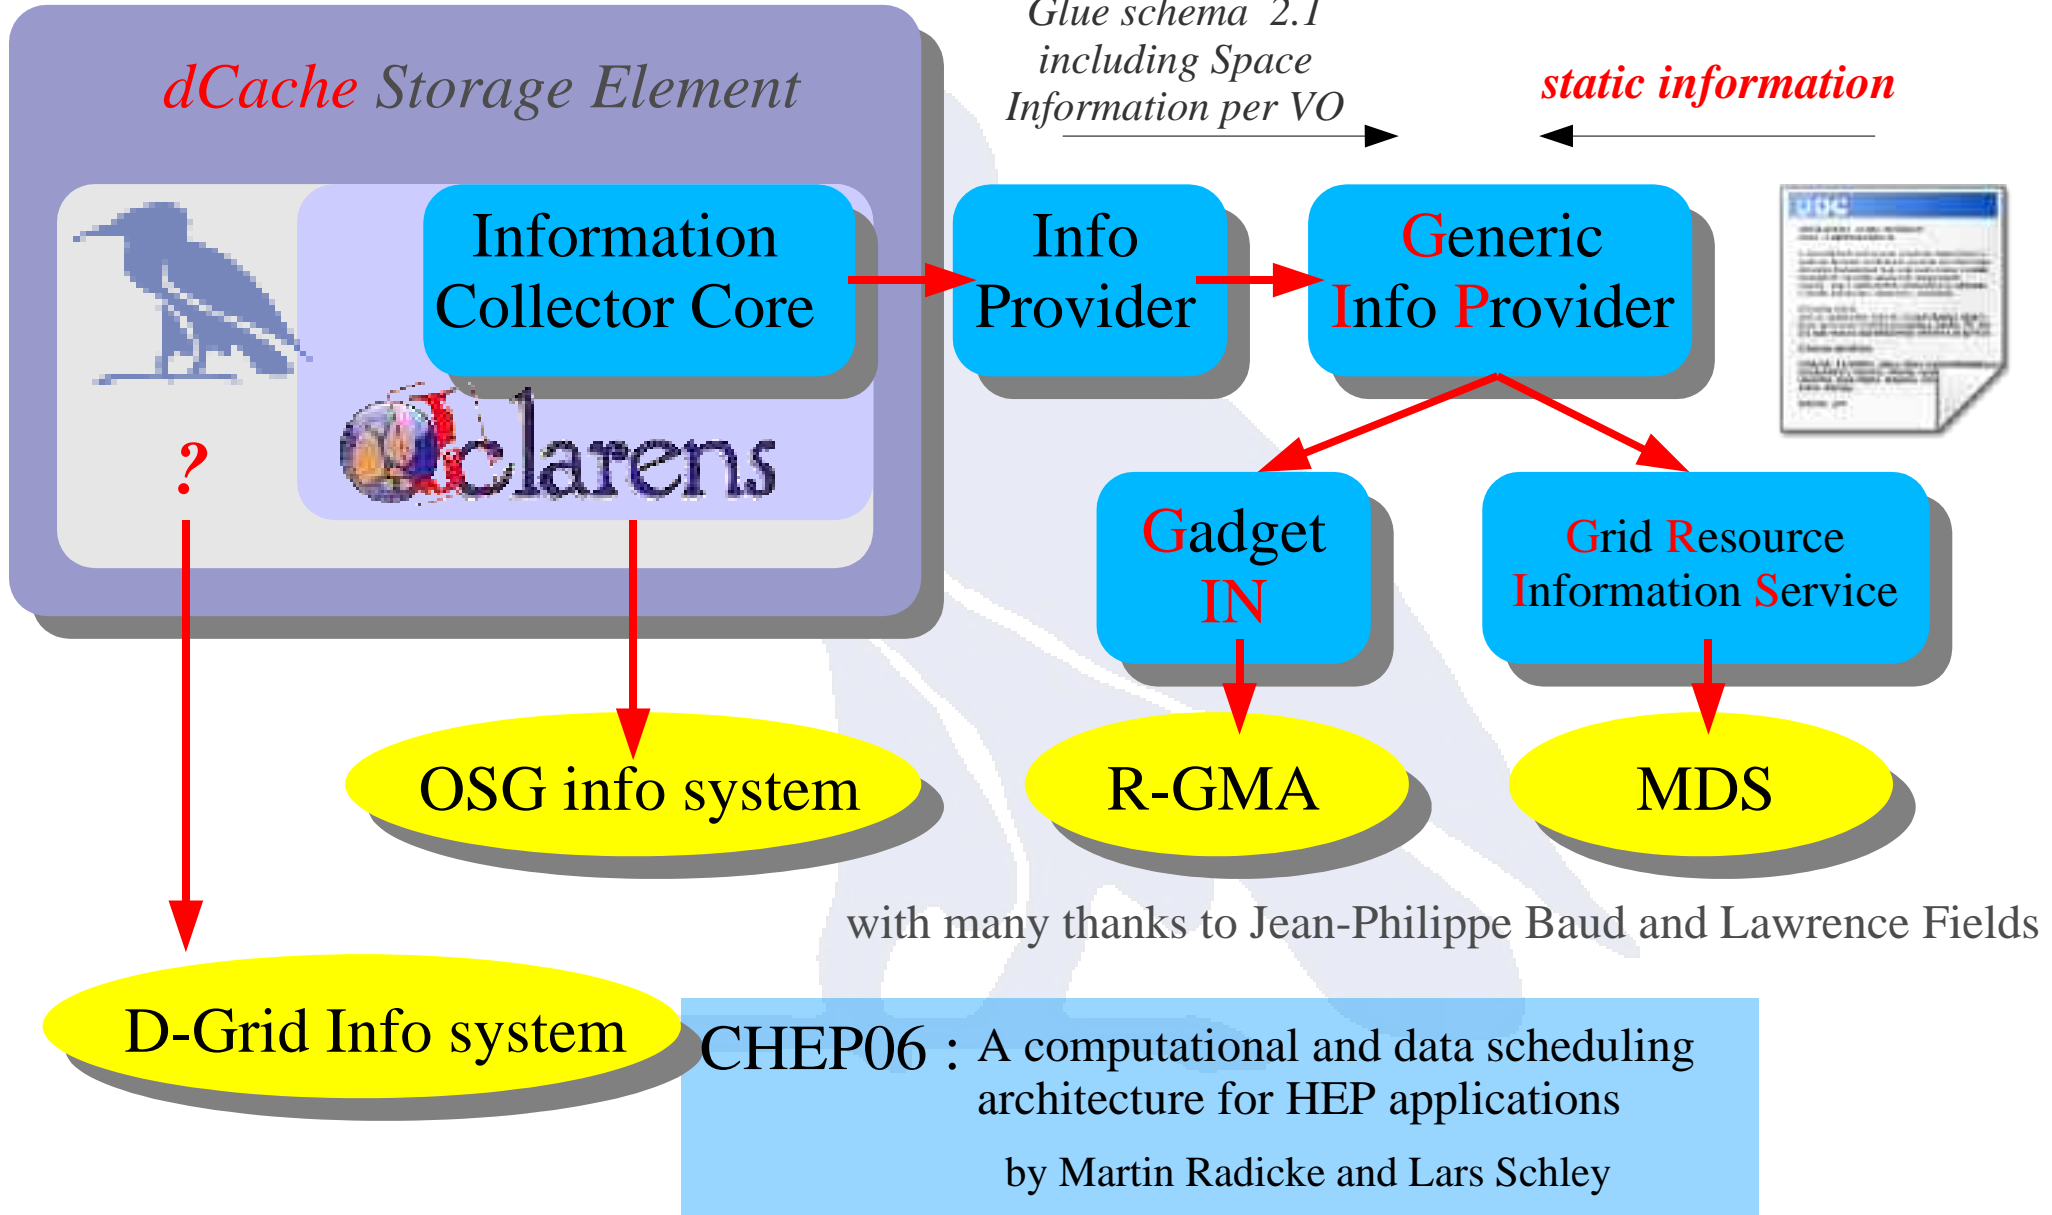 Glue schema 2.1
including Space
Information per VO
dCache Storage Element
static information
Information
Collector Core
Info
Provider
Generic
Info Provider
clarens
?
Gadget
IN
Grid Resource
Information Service
OSG info system
R-GMA
MDS
with many thanks to Jean-Philippe Baud and Lawrence Fields
D-Grid Info system
CHEP06 : A computational and data scheduling
architecture for HEP applications
by Martin Radicke and Lars Schley